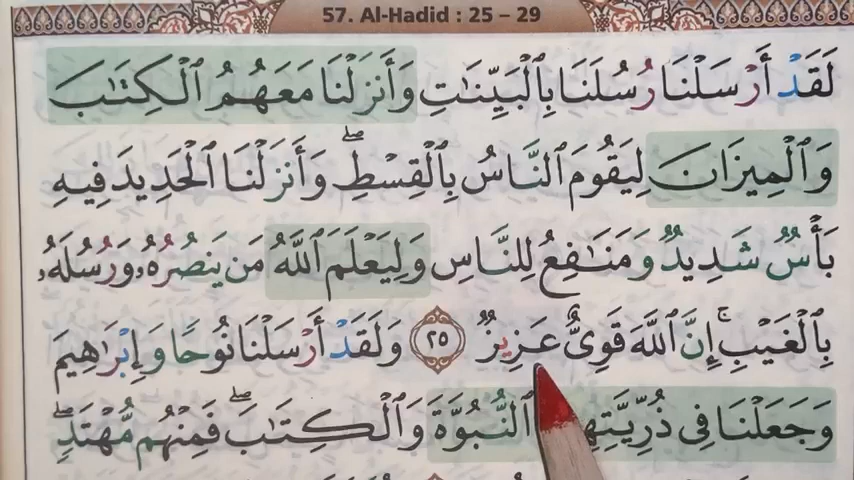 57. Al-Hadid : 25 – 29
لَقَدْ أَرْسَلْنَا رُسُلَنَا بِٱلْبَيِّنَٰتِ وَأَنزَلْنَا مَعَهُمُ ٱلْكِتَٰبَ
وَٱلْمِيزَانَ لِيَقُومَ ٱلنَّاسُ بِٱلْقِسْطِۖ وَأَنزَلْنَا ٱلْحَدِيدَ فِيهِ
بَأْسٌ شَدِيدٌ وَمَنَٰفِعُ لِلنَّاسِ وَلِيَعْلَمَ ٱللَّهُ مَن يَنصُرُهُۥ وَرُسُلَهُۥ
بِٱلْغَيْبِۚ إِنَّ ٱللَّهَ قَوِىٌّ عَزِيزٌ ٢٥ وَلَقَدْ أَرْسَلْنَا نُوحًا وَإِبْرَٰهِيمَ
وَجَعَلْنَا فِى ٱلنُّبُوَّةَ وَٱلْكِتَٰبَۖ فَمِنْهُم مُّهْتَدٍۖ